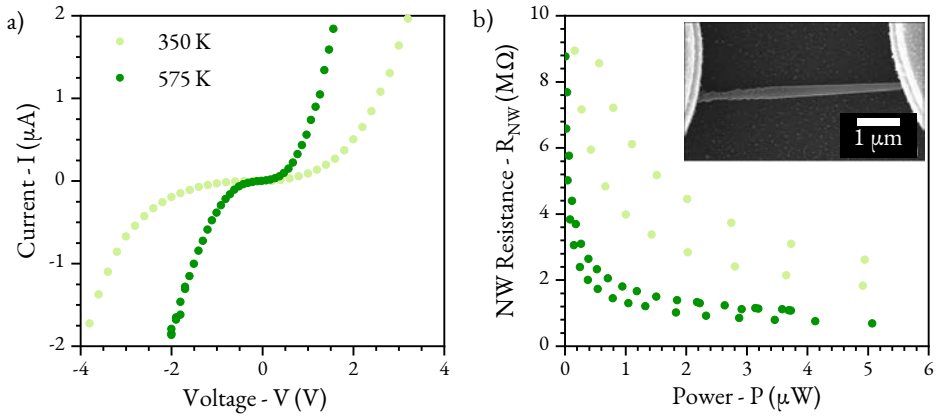 a)
2
1
0
-1
-2
Current - I (μA)
350 K
575 K
-4
-2
0
2
4
Voltage - V (V)
b)
10
8
6
4
2
0
NW Resistance - R_NW (MΩ)
1 μm
0
1
2
3
4
5
6
Power - P (μW)